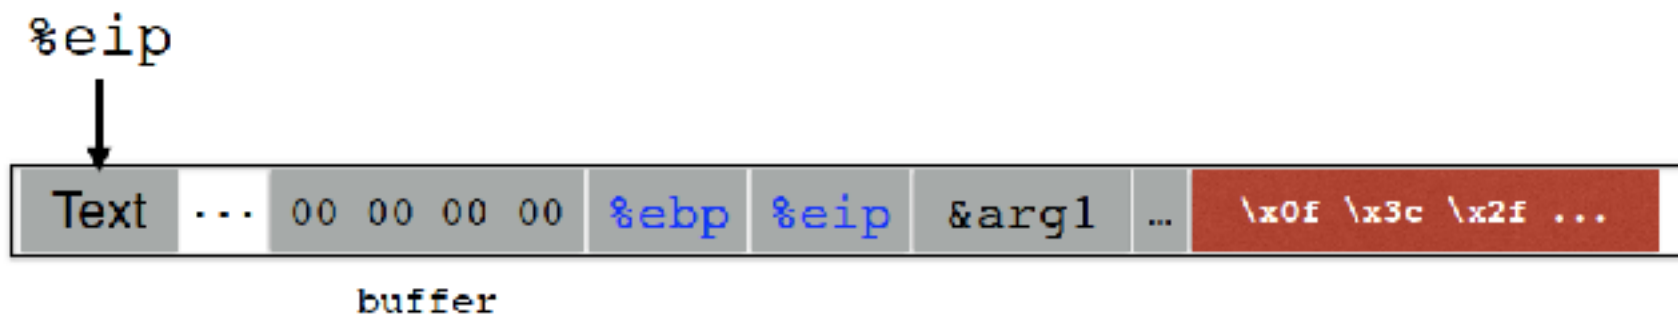 %eip
Text ... 00 00 00 00 %ebp %eip &arg1 ... \x0f \x3c \x2f ...
buffer